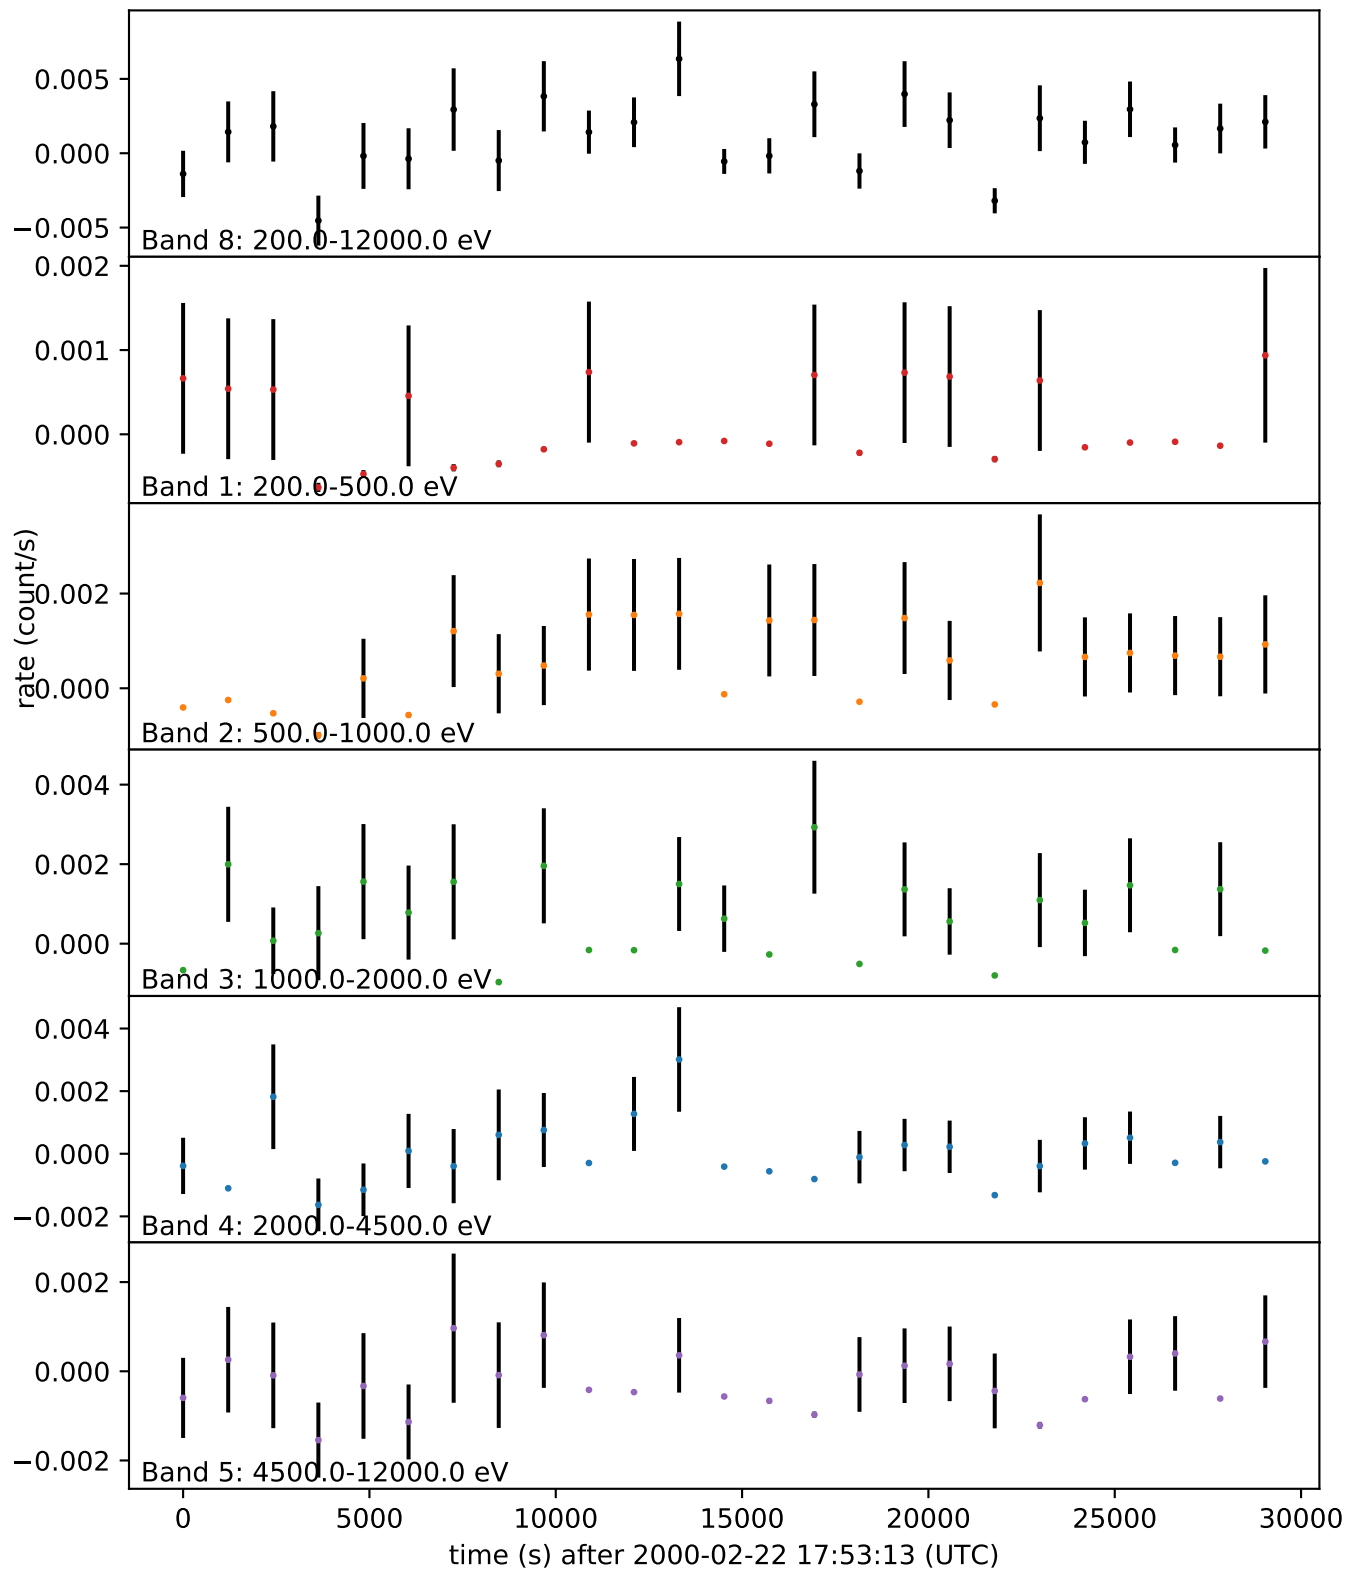 0.005
0.000
−0.005
Band 8: 200.0-12000.0 eV
0.002
0.001
0.000
Band 1: 200.0-500.0 eV
rate (count/s)
0.002
0.000
Band 2: 500.0-1000.0 eV
0.004
0.002
0.000
Band 3: 1000.0-2000.0 eV
0.004
0.002
0.000
−0.002
Band 4: 2000.0-4500.0 eV
0.002
0.000
−0.002
Band 5: 4500.0-12000.0 eV
0 5000 10000 15000 20000 25000 30000
time (s) after 2000-02-22 17:53:13 (UTC)